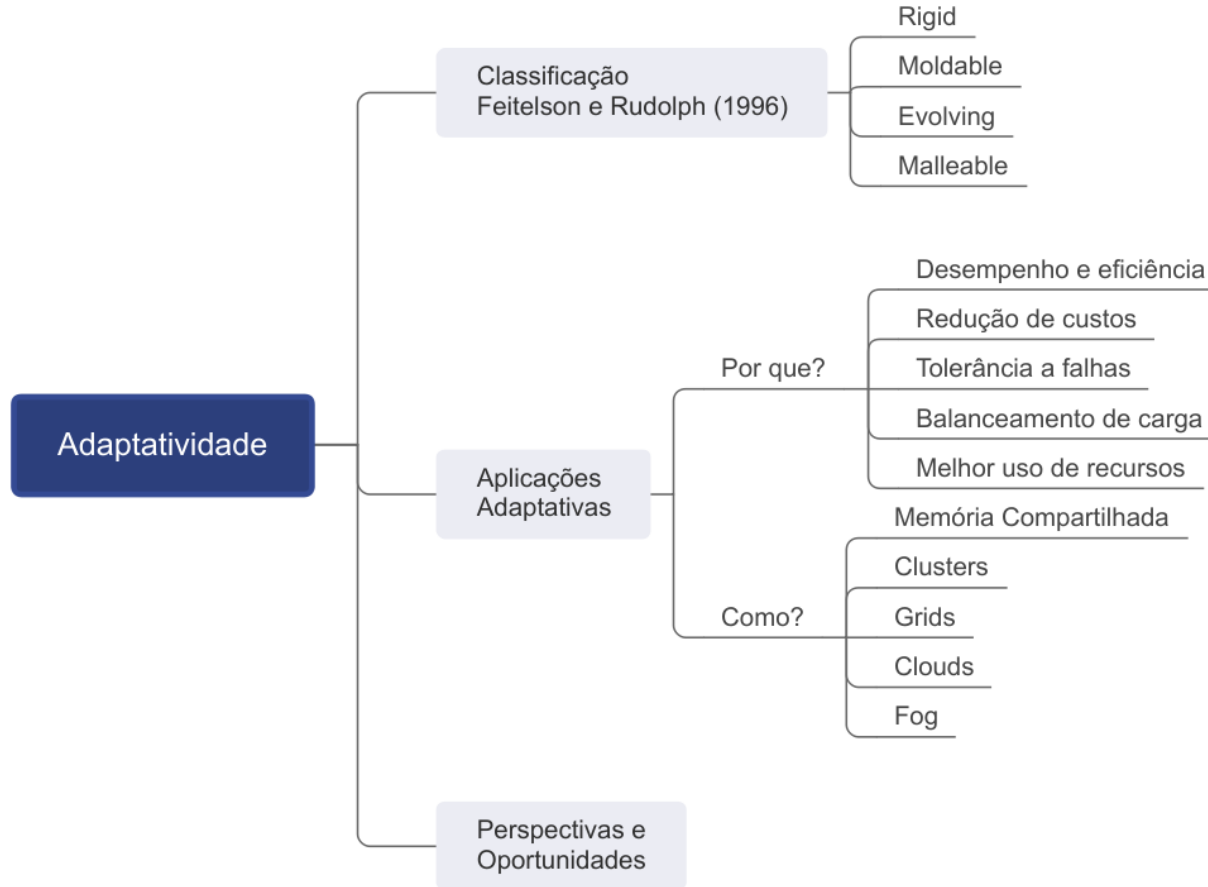 Adaptatividade
Classificação
Feitelson e Rudolph (1996)
Rigid
Moldable
Evolving
Malleable
Aplicações
Adaptativas
Por que?
Desempenho e eficiência
Redução de custos
Tolerância a falhas
Balanceamento de carga
Melhor uso de recursos
Como?
Memória Compartilhada
Clusters
Grids
Clouds
Fog
Perspectivas e
Oportunidades